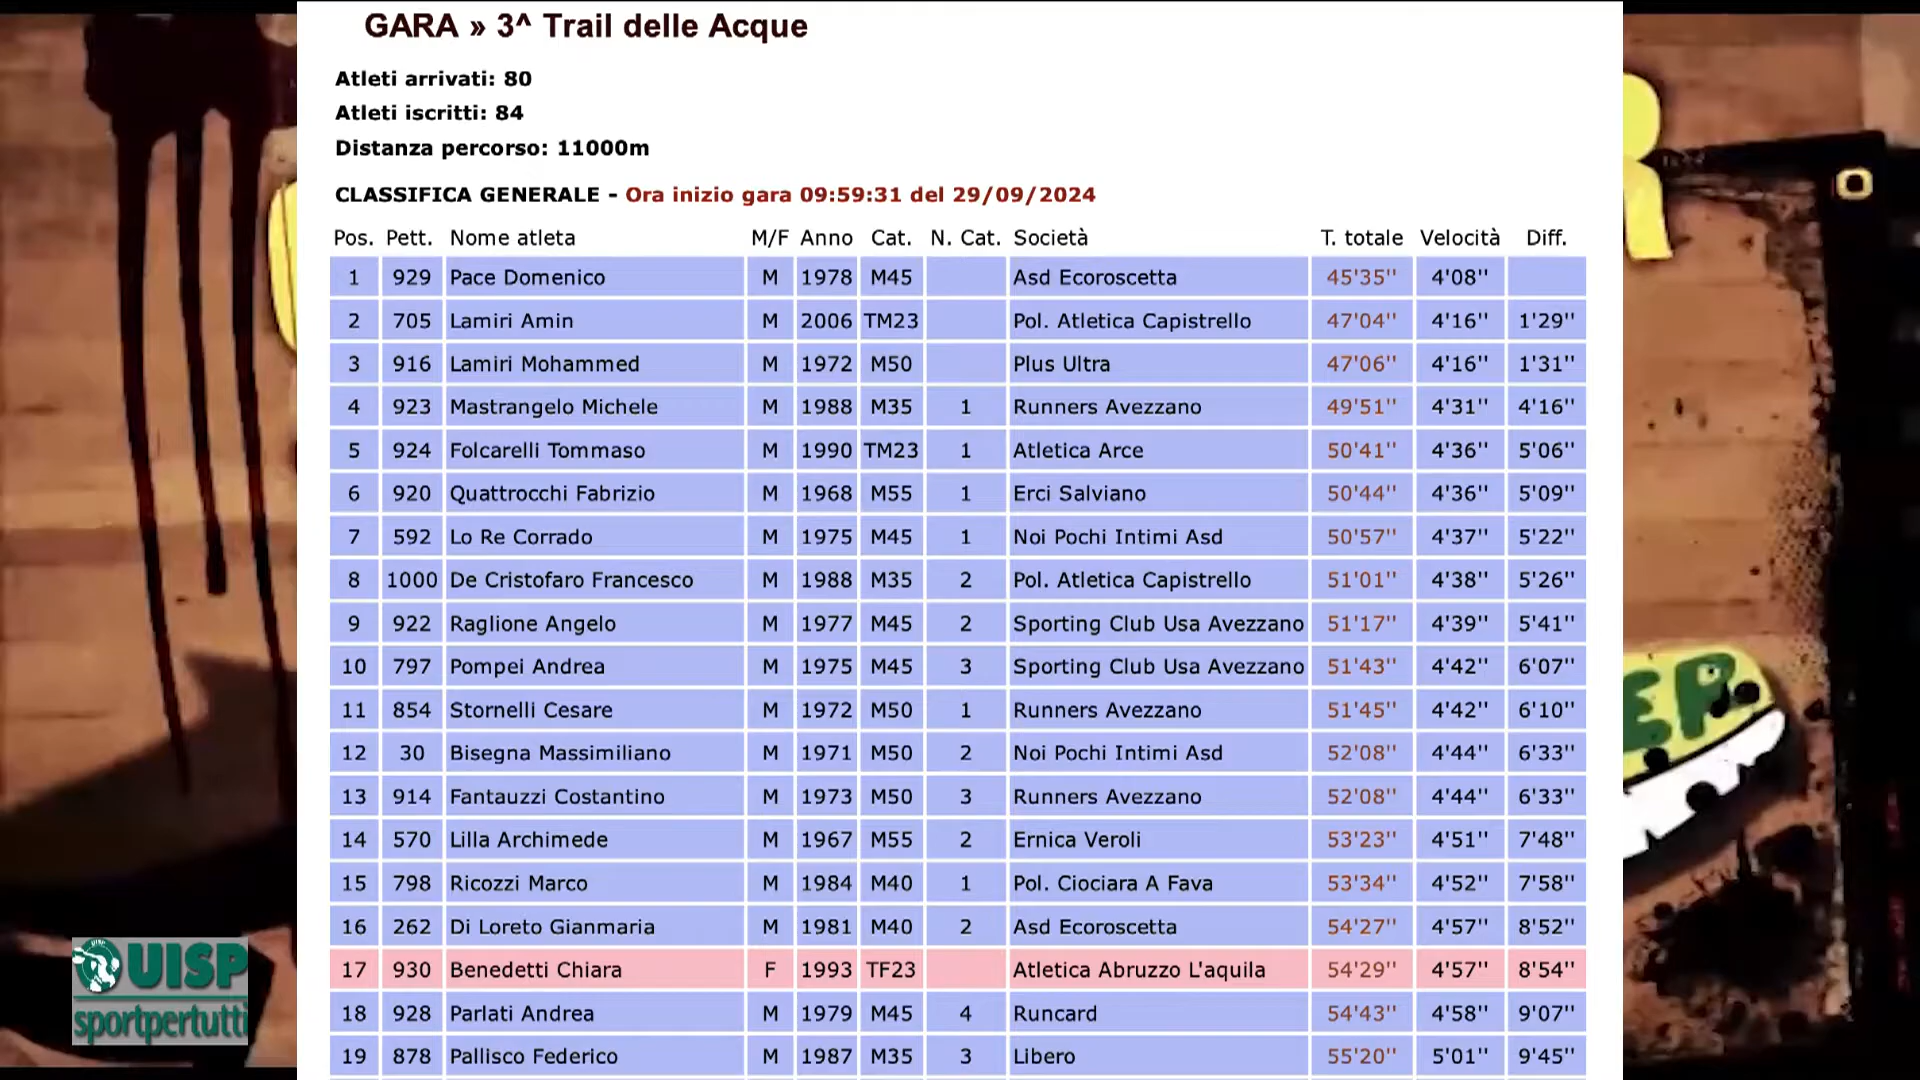 GARA » 3^ Trail delle Acque
Atleti arrivati: 80
Atleti iscritti: 84
Distanza percorso: 11000m
CLASSIFICA GENERALE - Ora inizio gara 09:59:31 del 29/09/2024
Pos. Pett. Nome atleta M/F Anno Cat. N. Cat. Società T. totale Velocità Diff.
1 929 Pace Domenico M 1978 M45 Asd Ecoroscetta 45'35'' 4'08''
2 705 Lamiri Amin M 2006 TM23 Pol. Atletica Capistrello 47'04'' 4'16'' 1'29''
3 916 Lamiri Mohammed M 1972 M50 Plus Ultra 47'06'' 4'16'' 1'31''
4 923 Mastrangelo Michele M 1988 M35 1 Runners Avezzano 49'51'' 4'31'' 4'16''
5 924 Folcarelli Tommaso M 1990 TM23 1 Atletica Arce 50'41'' 4'36'' 5'06''
6 920 Quattrocchi Fabrizio M 1968 M55 1 Erci Salviano 50'44'' 4'36'' 5'09''
7 592 Lo Re Corrado M 1975 M45 1 Noi Pochi Intimi Asd 50'57'' 4'37'' 5'22''
8 1000 De Cristofaro Francesco M 1988 M35 2 Pol. Atletica Capistrello 51'01'' 4'38'' 5'26''
9 922 Raglione Angelo M 1977 M45 2 Sporting Club Usa Avezzano 51'17'' 4'39'' 5'41''
10 797 Pompei Andrea M 1975 M45 3 Sporting Club Usa Avezzano 51'43'' 4'42'' 6'07''
11 854 Stornelli Cesare M 1972 M50 1 Runners Avezzano 51'45'' 4'42'' 6'10''
12 30 Bisegna Massimiliano M 1971 M50 2 Noi Pochi Intimi Asd 52'08'' 4'44'' 6'33''
13 914 Fantauzzi Costantino M 1973 M50 3 Runners Avezzano 52'08'' 4'44'' 6'33''
14 570 Lilla Archimede M 1967 M55 2 Ernica Veroli 53'23'' 4'51'' 7'48''
15 798 Ricozzi Marco M 1984 M40 1 Pol. Ciociara A Fava 53'34'' 4'52'' 7'58''
16 262 Di Loreto Gianmaria M 1981 M40 2 Asd Ecoroscetta 54'27'' 4'57'' 8'52''
17 930 Benedetti Chiara F 1993 TF23 Atletica Abruzzo L'aquila 54'29'' 4'57'' 8'54''
18 928 Parlati Andrea M 1979 M45 4 Runcard 54'43'' 4'58'' 9'07''
19 878 Pallisco Federico M 1987 M35 3 Libero 55'20'' 5'01'' 9'45''
UISP
sportpertutti
EP